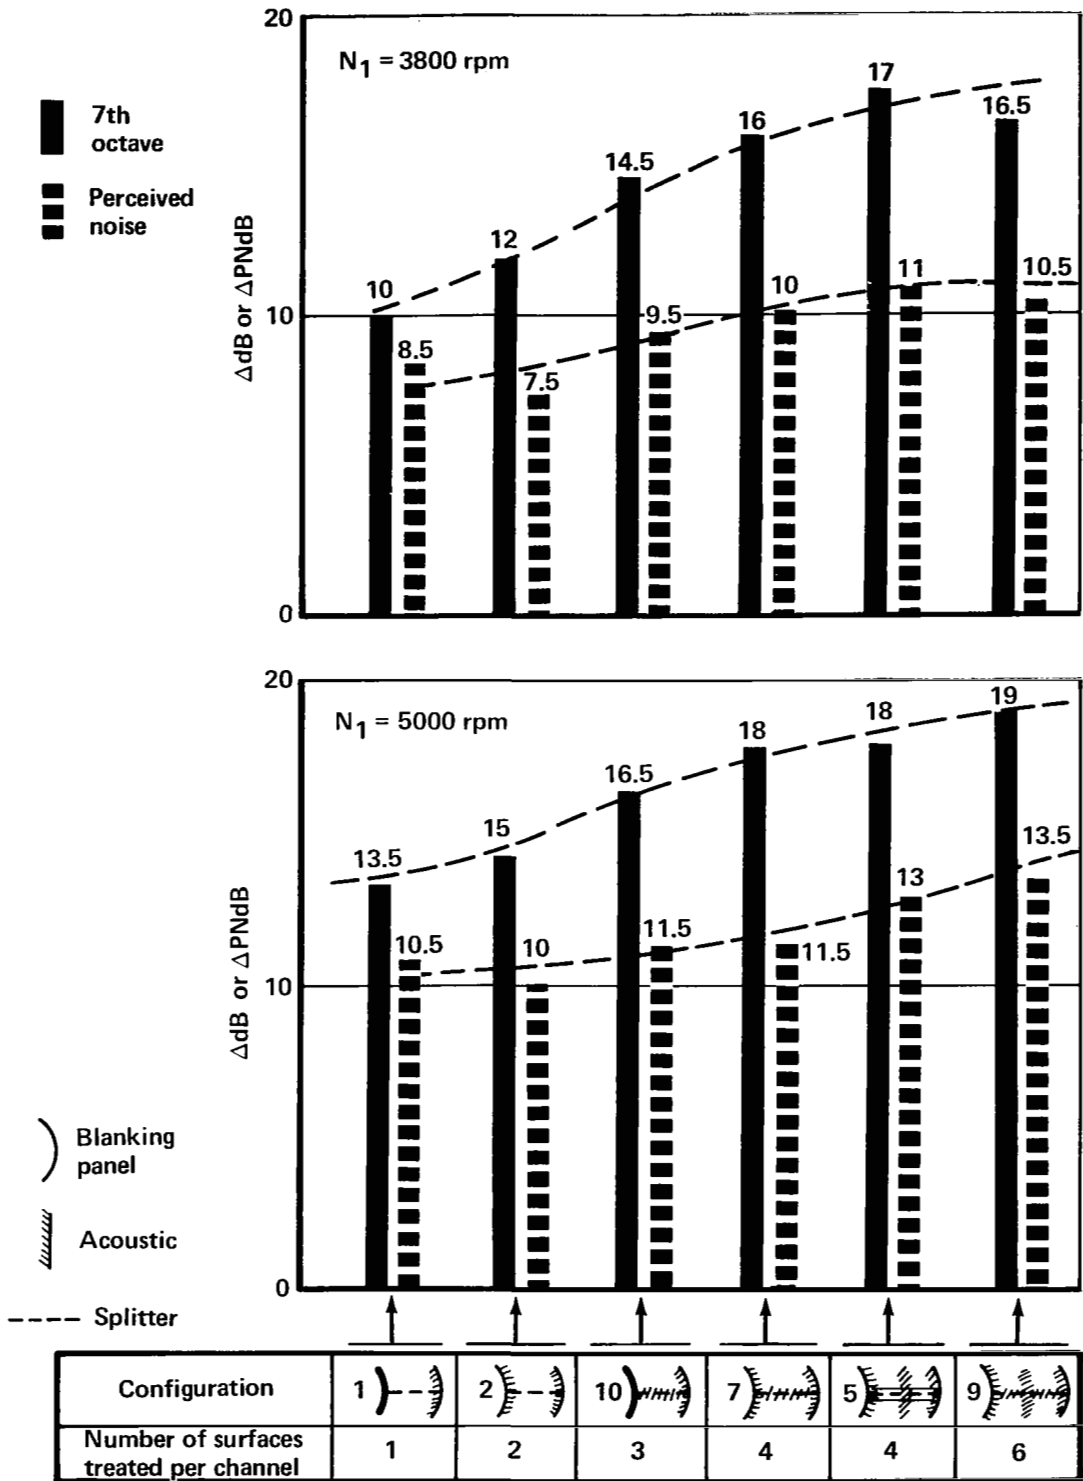 20
N1 = 3800 rpm
7th
octave
Perceived
noise
ΔdB or ΔPNdB
10
0
10
8.5
12
7.5
14.5
9.5
16
10
17
11
16.5
10.5
20
N1 = 5000 rpm
ΔdB or ΔPNdB
10
0
13.5
10.5
15
10
16.5
11.5
18
11.5
18
13
19
13.5
Blanking
panel
Acoustic
Splitter
Configuration
1
2
10
7
5
9
Number of surfaces
treated per channel
1
2
3
4
4
6